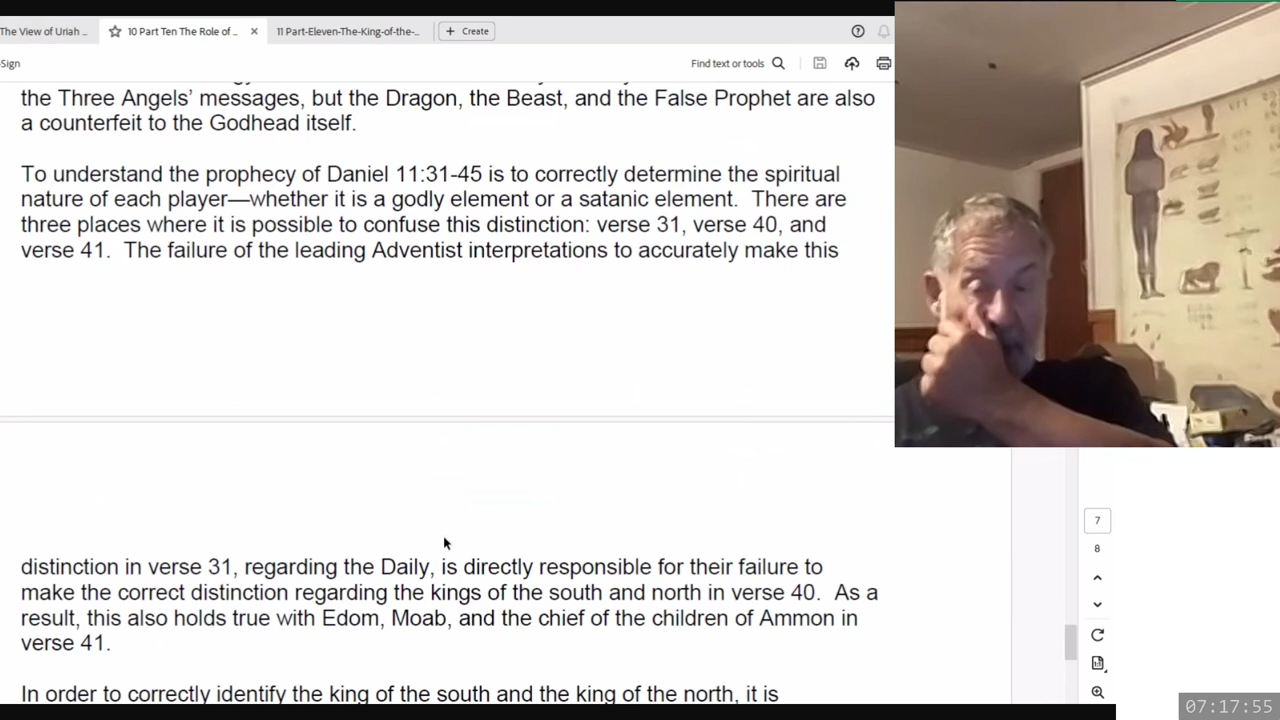 The View of Uriah ...
10 Part Ten The Role of ...
11 Part-Eleven-The-King-of-the-...
Create
Sign
Find text or tools
the Three Angels' messages, but the Dragon, the Beast, and the False Prophet are also
a counterfeit to the Godhead itself.
To understand the prophecy of Daniel 11:31-45 is to correctly determine the spiritual
nature of each player—whether it is a godly element or a satanic element. There are
three places where it is possible to confuse this distinction: verse 31, verse 40, and
verse 41. The failure of the leading Adventist interpretations to accurately make this
distinction in verse 31, regarding the Daily, is directly responsible for their failure to
make the correct distinction regarding the kings of the south and north in verse 40. As a
result, this also holds true with Edom, Moab, and the chief of the children of Ammon in
verse 41.
In order to correctly identify the king of the south and the king of the north, it is
7
8
07:17:55